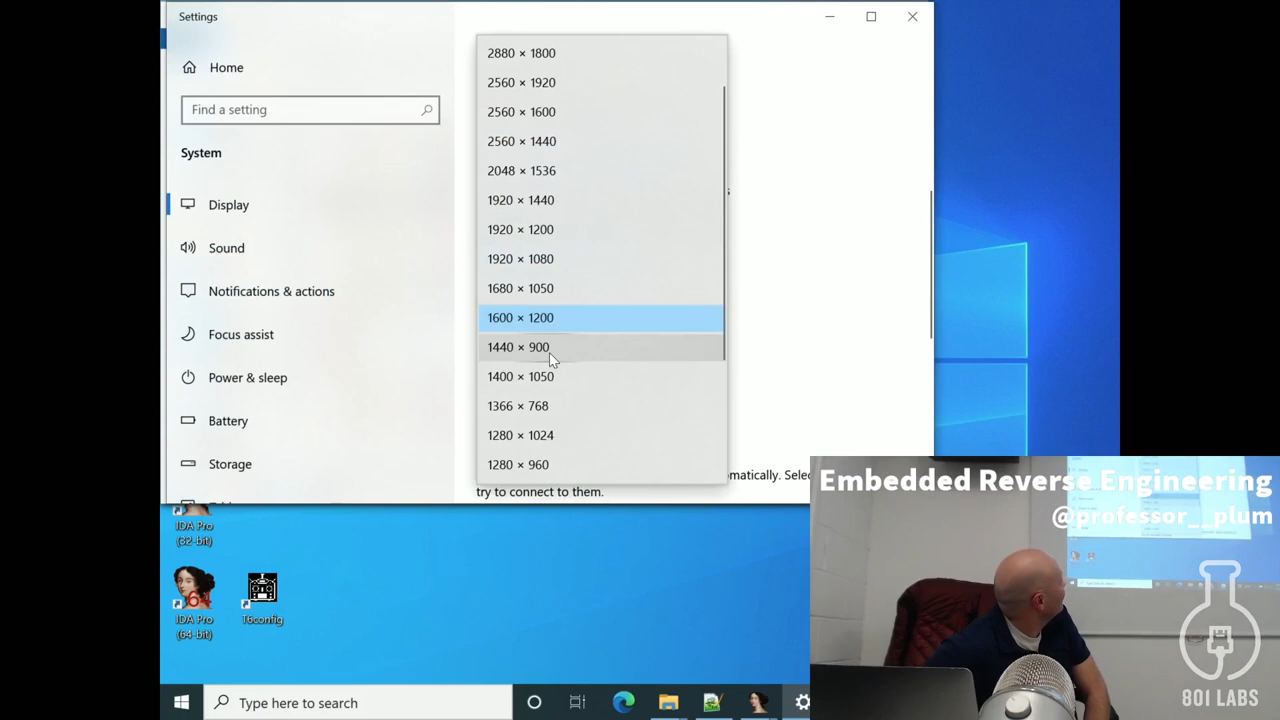 Settings
Home
Find a setting
System
Display
Sound
Notifications & actions
Focus assist
Power & sleep
Battery
Storage
2880 × 1800
2560 × 1920
2560 × 1600
2560 × 1440
2048 × 1536
1920 × 1440
1920 × 1200
1920 × 1080
1680 × 1050
1600 × 1200
1440 × 900
1400 × 1050
1366 × 768
1280 × 1024
1280 × 960
try to connect to them.
IDA Pro
(32-bit)
64
IDA Pro
(64-bit)
T6config
Type here to search
Embedded Reverse Engineering
@professor__plum
801 LABS